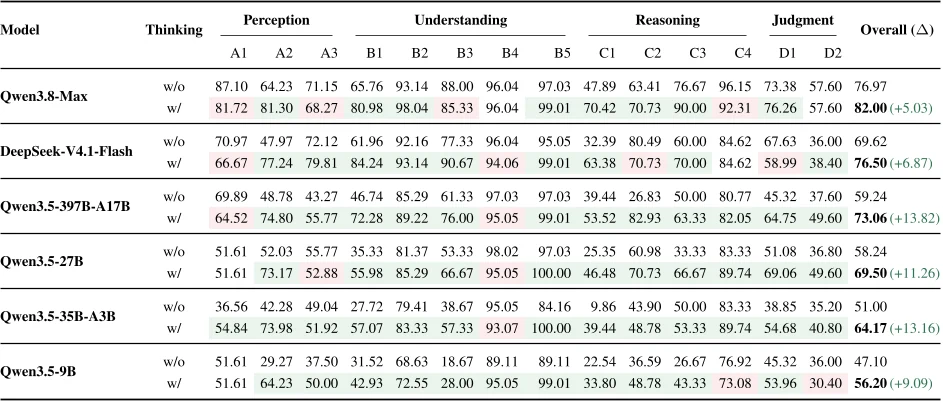 Model Thinking Perception Understanding Reasoning Judgment Overall (Δ)
A1 A2 A3 B1 B2 B3 B4 B5 C1 C2 C3 C4 D1 D2
Qwen3.8-Max w/o 87.10 64.23 71.15 65.76 93.14 88.00 96.04 97.03 47.89 63.41 76.67 96.15 73.38 57.60 76.97
w/ 81.72 81.30 68.27 80.98 98.04 85.33 96.04 99.01 70.42 70.73 90.00 92.31 76.26 57.60 82.00 (+5.03)
DeepSeek-V4.1-Flash w/o 70.97 47.97 72.12 61.96 92.16 77.33 96.04 95.05 32.39 80.49 60.00 84.62 67.63 36.00 69.62
w/ 66.67 77.24 79.81 84.24 93.14 90.67 94.06 99.01 63.38 70.73 70.00 84.62 58.99 38.40 76.50 (+6.87)
Qwen3.5-397B-A17B w/o 69.89 48.78 43.27 46.74 85.29 61.33 97.03 97.03 39.44 26.83 50.00 80.77 45.32 37.60 59.24
w/ 64.52 74.80 55.77 72.28 89.22 76.00 95.05 99.01 53.52 82.93 63.33 82.05 64.75 49.60 73.06 (+13.82)
Qwen3.5-27B w/o 51.61 52.03 55.77 35.33 81.37 53.33 98.02 97.03 25.35 60.98 33.33 83.33 51.08 36.80 58.24
w/ 51.61 73.17 52.88 55.98 85.29 66.67 95.05 100.00 46.48 70.73 66.67 89.74 69.06 49.60 69.50 (+11.26)
Qwen3.5-35B-A3B w/o 36.56 42.28 49.04 27.72 79.41 38.67 95.05 84.16 9.86 43.90 50.00 83.33 38.85 35.20 51.00
w/ 54.84 73.98 51.92 57.07 83.33 57.33 93.07 100.00 39.44 48.78 53.33 89.74 54.68 40.80 64.17 (+13.16)
Qwen3.5-9B w/o 51.61 29.27 37.50 31.52 68.63 18.67 89.11 89.11 22.54 36.59 26.67 76.92 45.32 36.00 47.10
w/ 51.61 64.23 50.00 42.93 72.55 28.00 95.05 99.01 33.80 48.78 43.33 73.08 53.96 30.40 56.20 (+9.09)